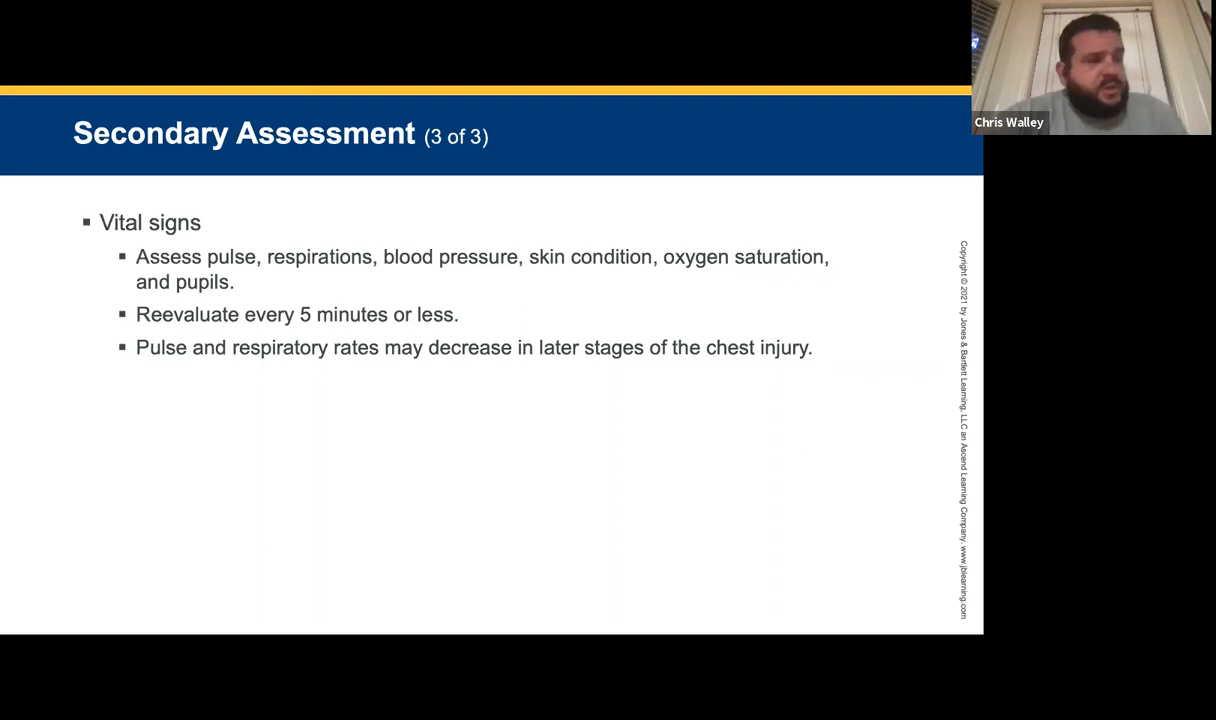 Secondary Assessment (3 of 3)
Chris Walley
▪ Vital signs
▪ Assess pulse, respirations, blood pressure, skin condition, oxygen saturation,
and pupils.
▪ Reevaluate every 5 minutes or less.
▪ Pulse and respiratory rates may decrease in later stages of the chest injury.
Copyright © 2021 by Jones & Bartlett Learning, LLC an Ascend Learning Company. www.jblearning.com